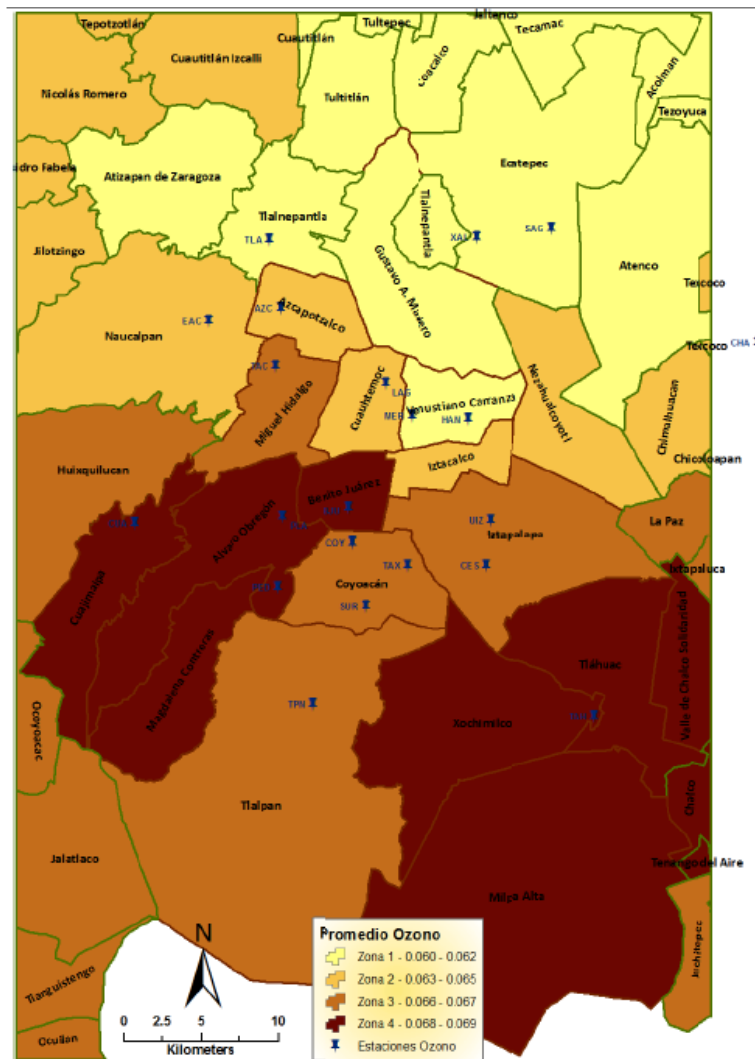 Tepotzotlán
Tultepec
Jaltenco
Tecamac
Cuautitlán
Cuautitlán Izcalli
Coacalco
Acolman
Nicolás Romero
Tultitlán
Tezoyuca
idro Fabela
Atizapan de Zaragoza
Ecatepec
Tlalnepantla
Tlalnepantla
TLA
XAL
SAG
Jilotzingo
Gustavo A. Madero
Atenco
Texcoco
AZC
Azcapotzalco
EAC
Naucalpan
Texcoco
CHA
Nezahualcoyotl
Cuauhtemoc
LAG
Miguel Hidalgo
MER
HAN
Chimalhuacan
Chicoloapan
Iztacalco
Huixquilucan
Benito Juárez
Alvaro Obregón
UIZ
Iztapalapa
La Paz
COY
TAX
CES
Ixtapaluca
Cuajimalpa
Coyoacán
SUR
Magdalena Contreras
Tláhuac
Valle de Chalco Solidaridad
Ocoyoacac
TPN
Xochimilco
Tlalpan
Chalco
Jalatlaco
Tenango del Aire
Milpa Alta
Juchitepec
Tianguistengo
Ocuilan
N
0 2.5 5 10
Kilometers
Promedio Ozono
Zona 1 - 0.060 - 0.062
Zona 2 - 0.063 - 0.065
Zona 3 - 0.066 - 0.067
Zona 4 - 0.068 - 0.069
Estaciones Ozono